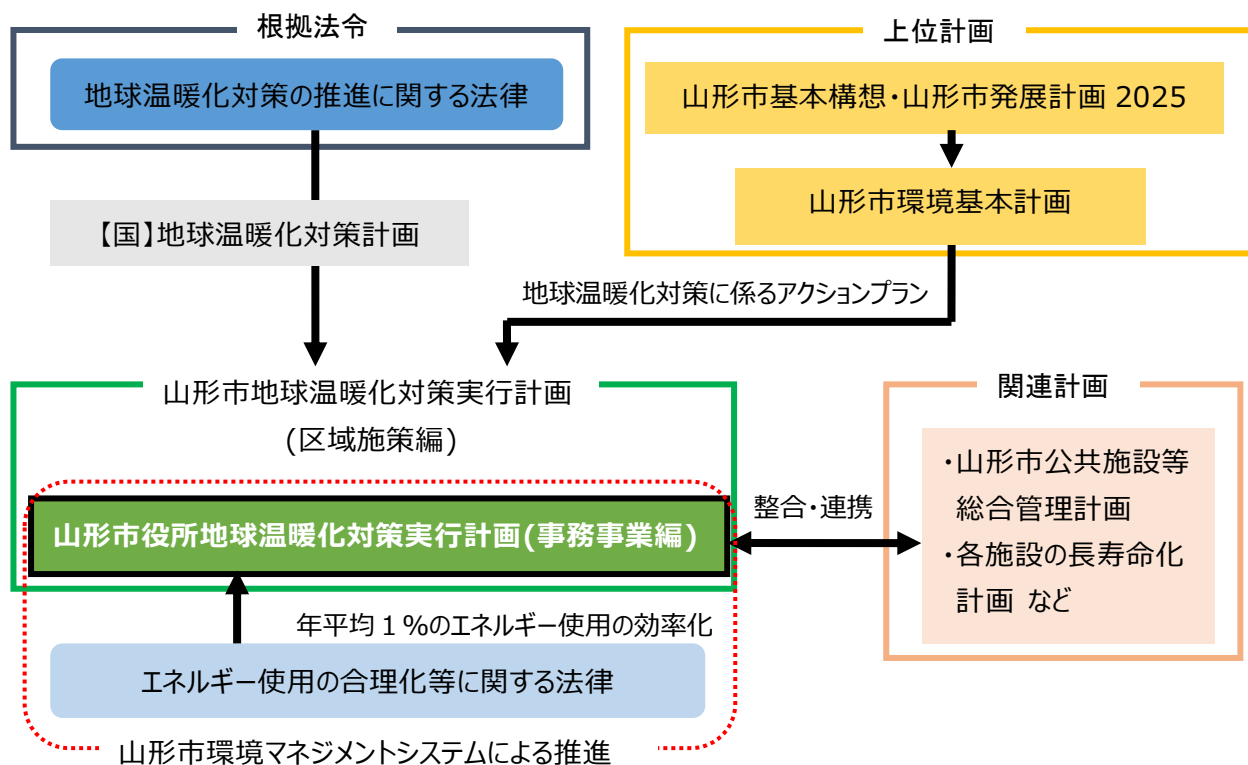 根拠法令
地球温暖化対策の推進に関する法律
【国】地球温暖化対策計画
上位計画
山形市基本構想・山形市発展計画 2025
山形市環境基本計画
地球温暖化対策に係るアクションプラン
山形市地球温暖化対策実行計画
(区域施策編)
山形市役所地球温暖化対策実行計画(事務事業編)
整合・連携
関連計画
・山形市公共施設等
総合管理計画
・各施設の長寿命化
計画 など
年平均１%のエネルギー使用の効率化
エネルギー使用の合理化等に関する法律
山形市環境マネジメントシステムによる推進